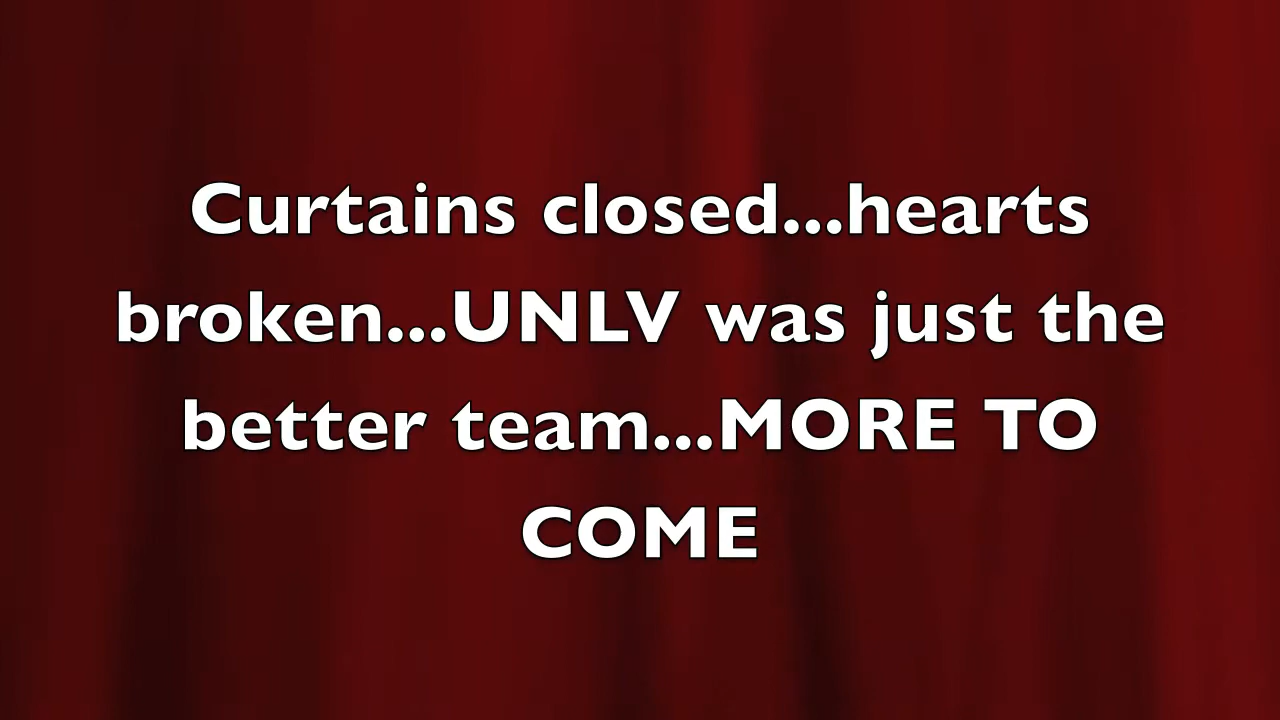 Curtains closed...hearts
broken...UNLV was just the
better team...MORE TO
COME